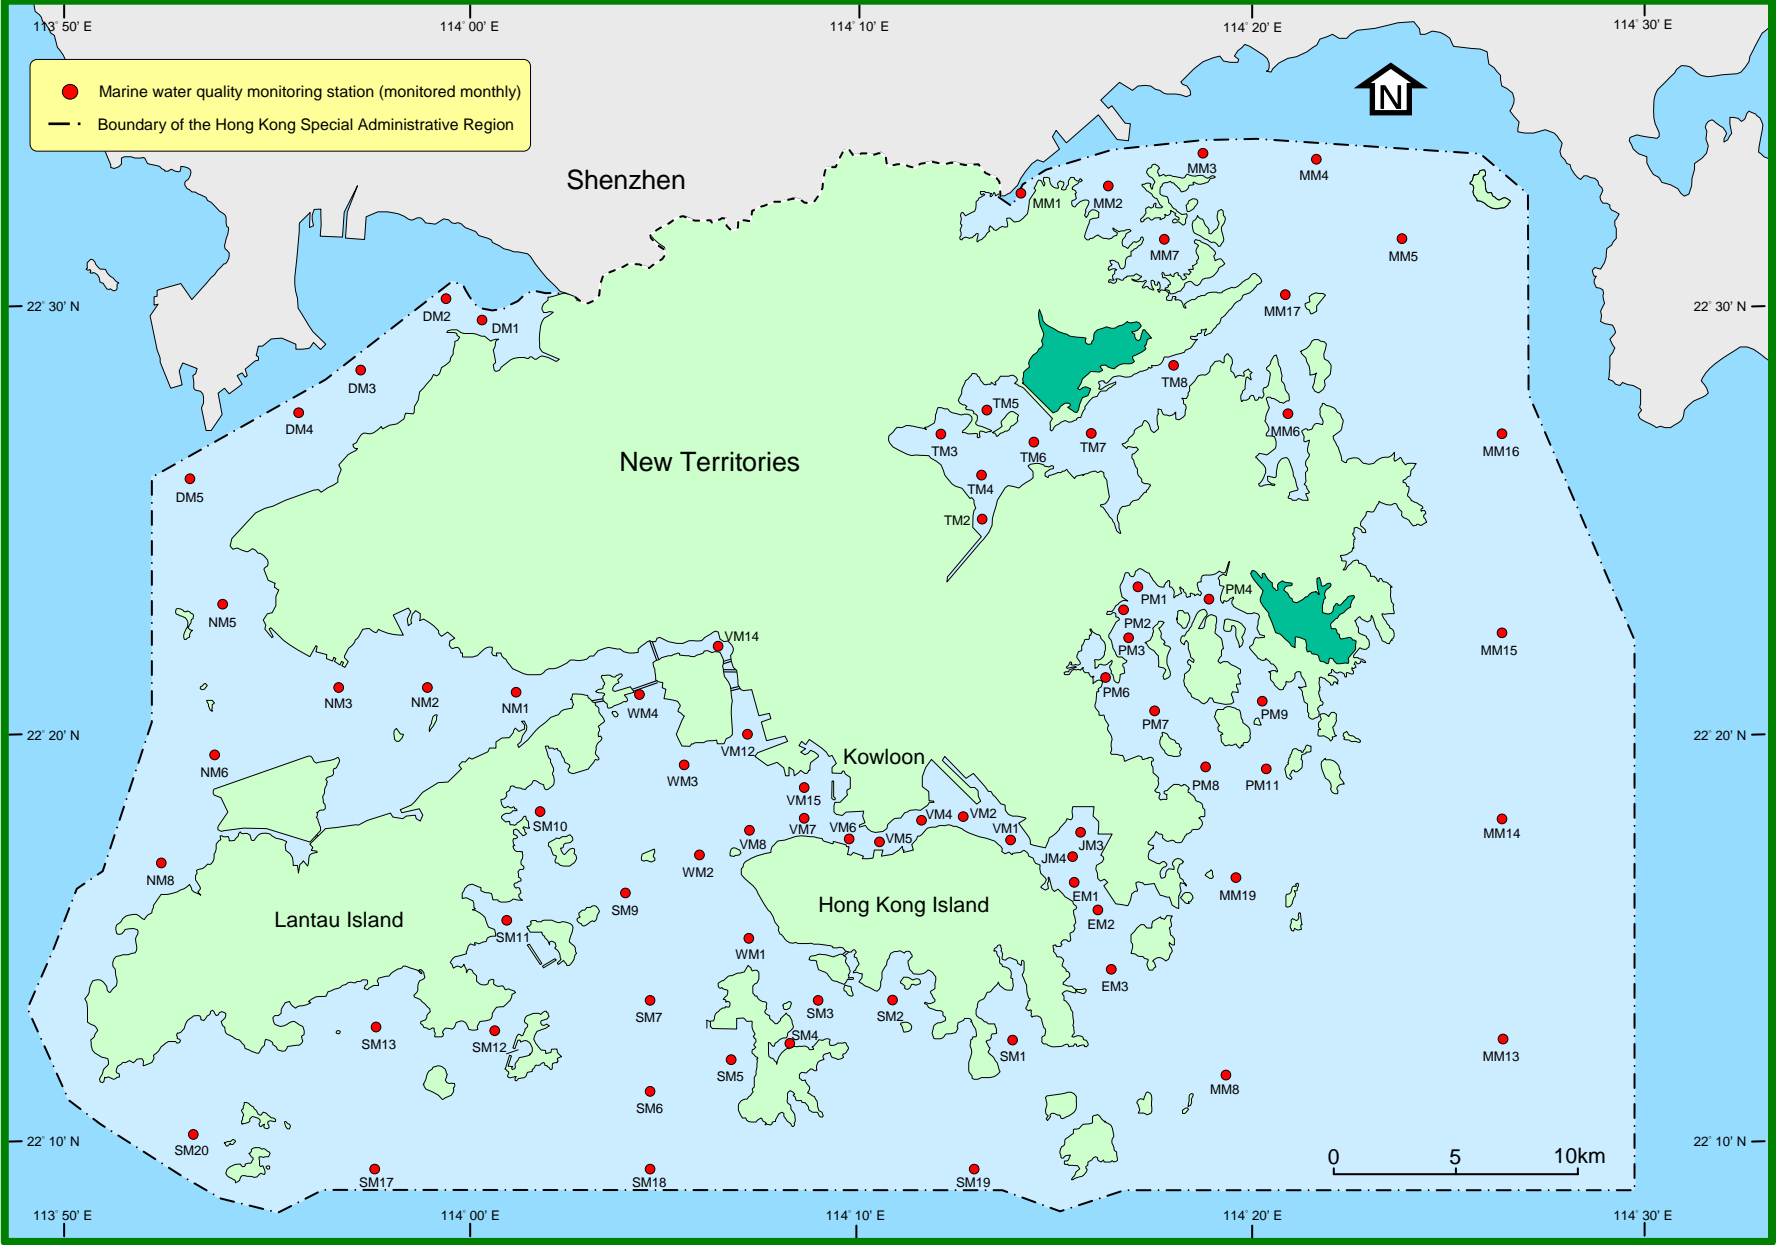 113° 50' E
114° 00' E
114° 10' E
114° 20' E
114° 30' E
Marine water quality monitoring station (monitored monthly)
Boundary of the Hong Kong Special Administrative Region
N
Shenzhen
MM3
MM4
MM1
MM2
MM7
MM5
22° 30' N
DM2
DM1
MM17
22° 30' N
DM3
TM8
DM4
TM5
MM6
New Territories
TM3
TM6
TM7
MM16
DM5
TM4
TM2
PM4
PM1
NM5
PM2
VM14
PM3
MM15
NM3
NM2
NM1
WM4
PM6
PM7
PM9
22° 20' N
VM12
Kowloon
22° 20' N
NM6
WM3
PM8
PM11
VM15
SM10
VM7
VM6
VM4
VM2
VM1
MM14
VM8
VM5
JM3
JM4
WM2
NM8
EM1
MM19
SM9
Hong Kong Island
Lantau Island
EM2
SM11
WM1
EM3
SM7
SM3
SM2
SM4
SM13
SM12
SM1
MM13
SM5
MM8
SM6
22° 10' N
SM20
22° 10' N
0
5
10km
SM17
SM18
SM19
113° 50' E
114° 00' E
114° 10' E
114° 20' E
114° 30' E